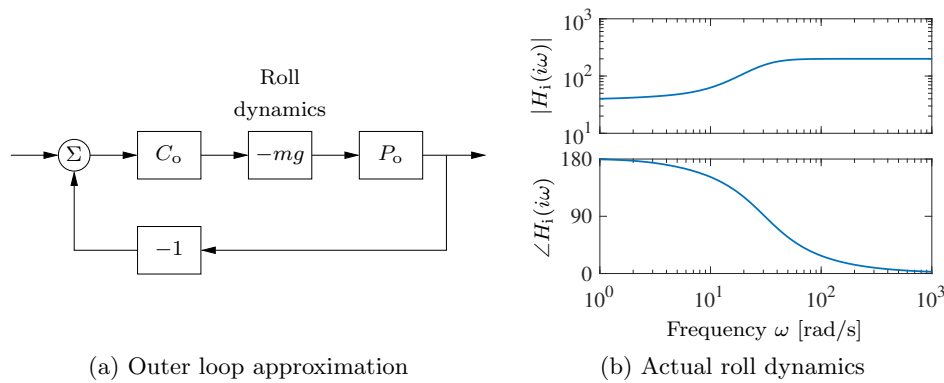 Roll
dynamics
Σ
C_o
−mg
P_o
−1
(a) Outer loop approximation
|H_i(iω)|
10^3
10^2
10^1
∠H_i(iω)
180
90
0
10^0 10^1 10^2 10^3
Frequency ω [rad/s]
(b) Actual roll dynamics